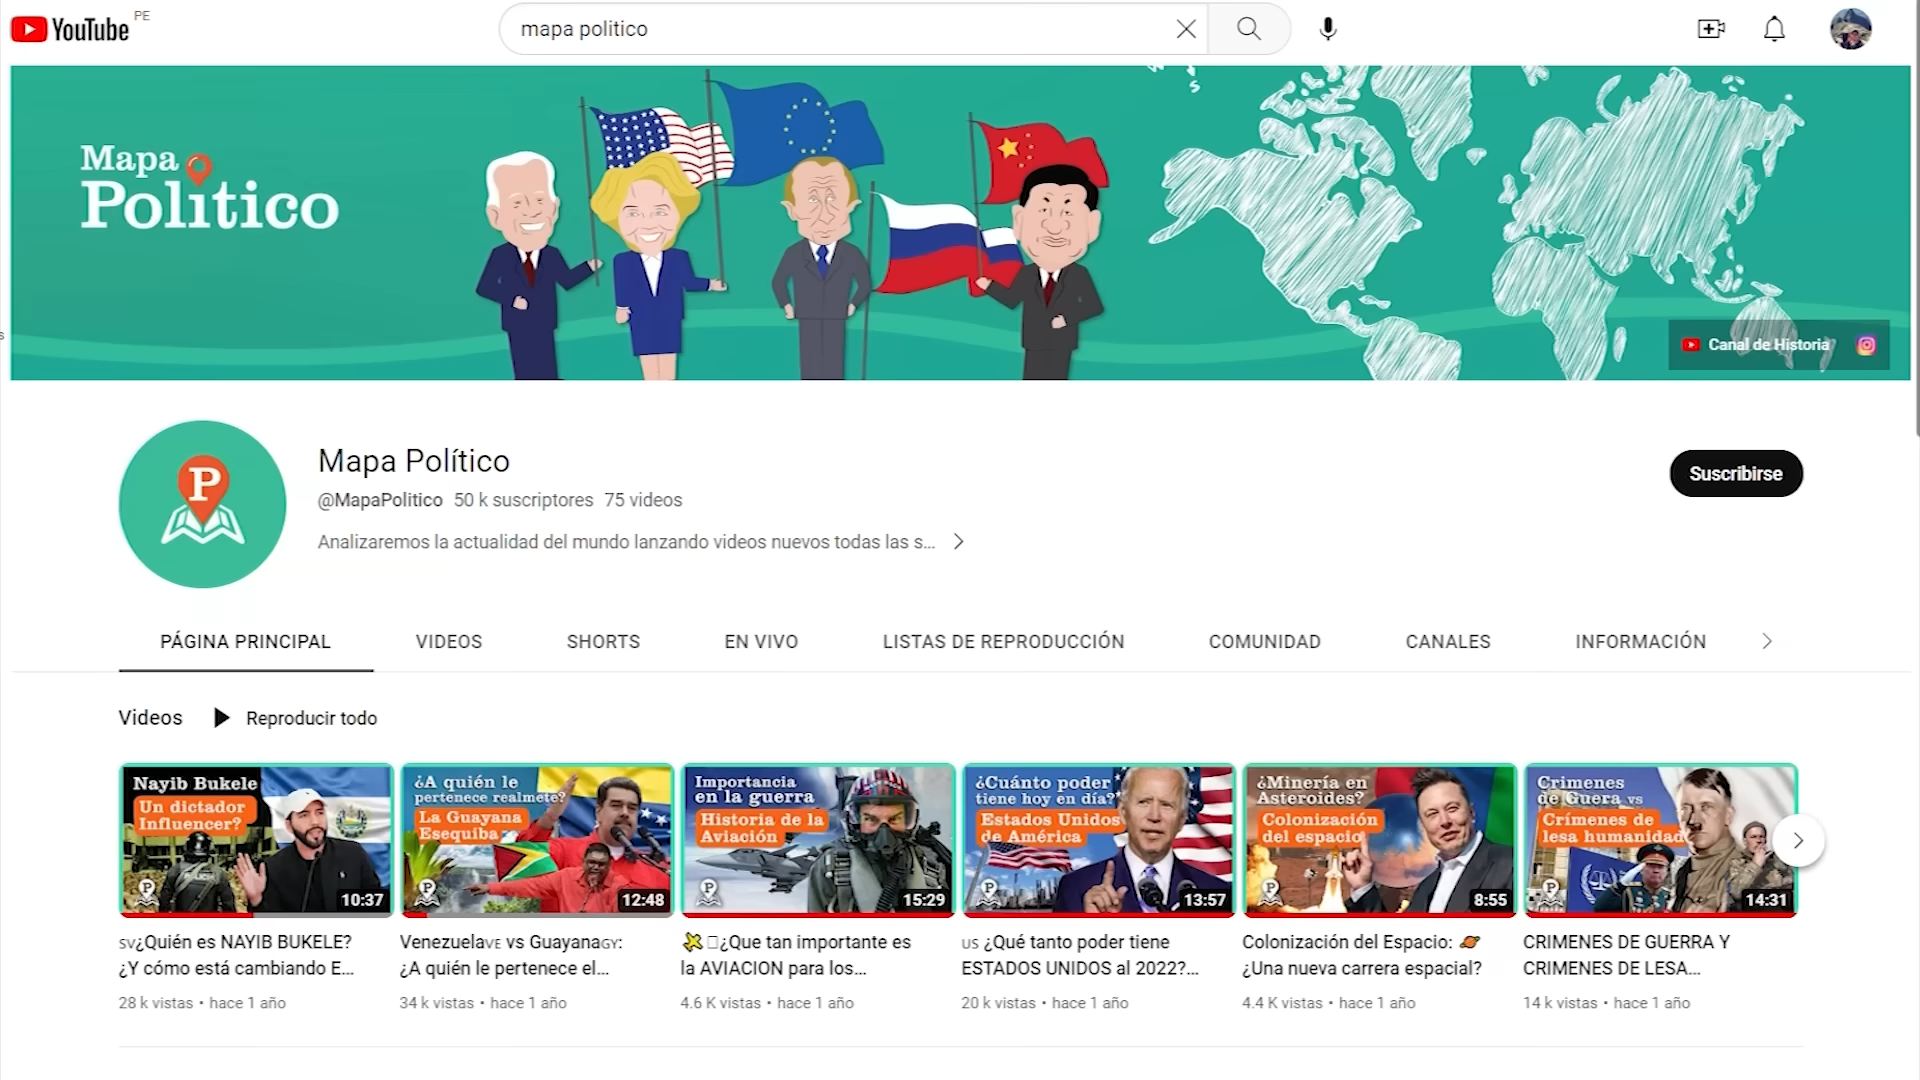 YouTube PE
mapa politico
Mapa
Político
Canal de Historia
Mapa Político
@MapaPolitico 50 k suscriptores 75 videos
Analizaremos la actualidad del mundo lanzando videos nuevos todas las s...
Suscribirse
PÁGINA PRINCIPAL VIDEOS SHORTS EN VIVO LISTAS DE REPRODUCCIÓN COMUNIDAD CANALES INFORMACIÓN
Videos Reproducir todo
Nayib Bukele
Un dictador
Influencer?
10:37
¿A quién le
pertenece realmete?
La Guayana
Esequiba
12:48
Importancia
en la guerra
Historia de la
Aviación
15:29
¿Cuánto poder
tiene hoy en día?
Estados Unidos
de América
13:57
¿Minería en
Asteroides?
Colonización
del espacio
8:55
Crimenes
de Guera vs
Crímenes de
lesa humanidad
14:31
SV¿Quién es NAYIB BUKELE?
¿Y cómo está cambiando E...
28 k vistas • hace 1 año
VenezuelaVE vs GuayanaGY:
¿A quién le pertenece el...
34 k vistas • hace 1 año
¿Que tan importante es
la AVIACION para los...
4.6 K vistas • hace 1 año
US ¿Qué tanto poder tiene
ESTADOS UNIDOS al 2022?...
20 k vistas • hace 1 año
Colonización del Espacio: 🪐
¿Una nueva carrera espacial?
4.4 K vistas • hace 1 año
CRIMENES DE GUERRA Y
CRIMENES DE LESA...
14 k vistas • hace 1 año